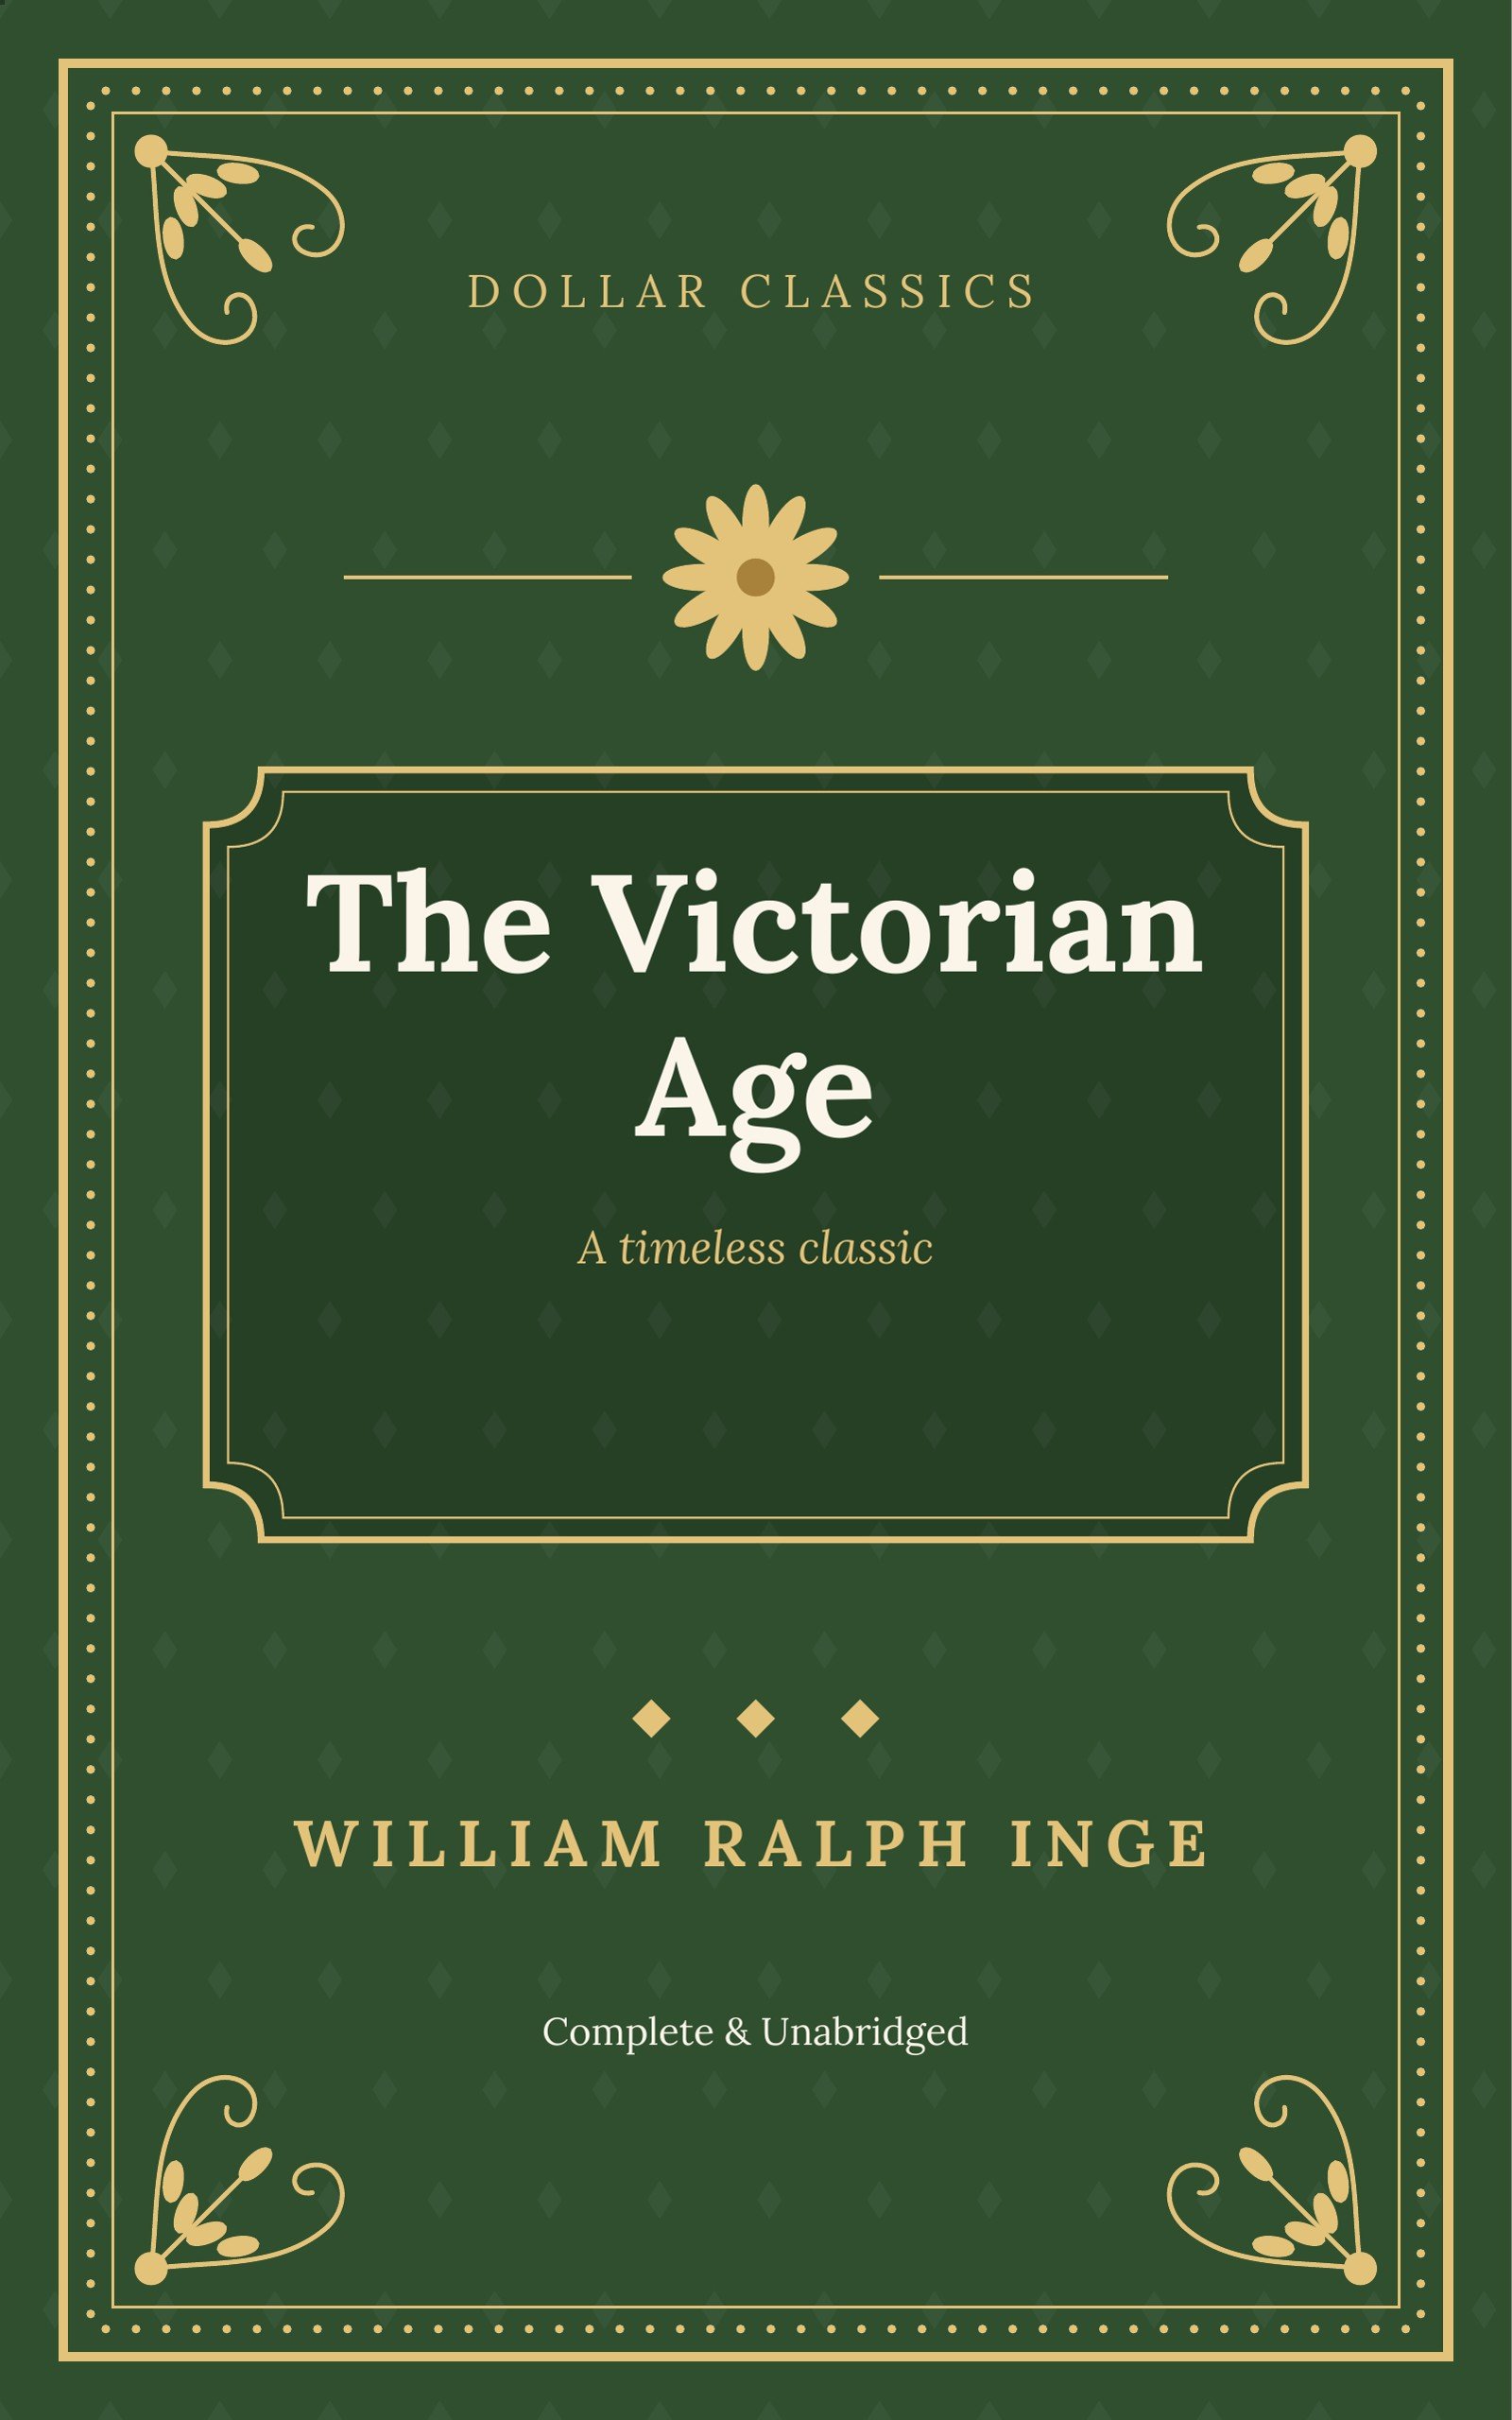 DOLLAR CLASSICS
The Victorian
Age
A timeless classic
WILLIAM RALPH INGE
Complete & Unabridged